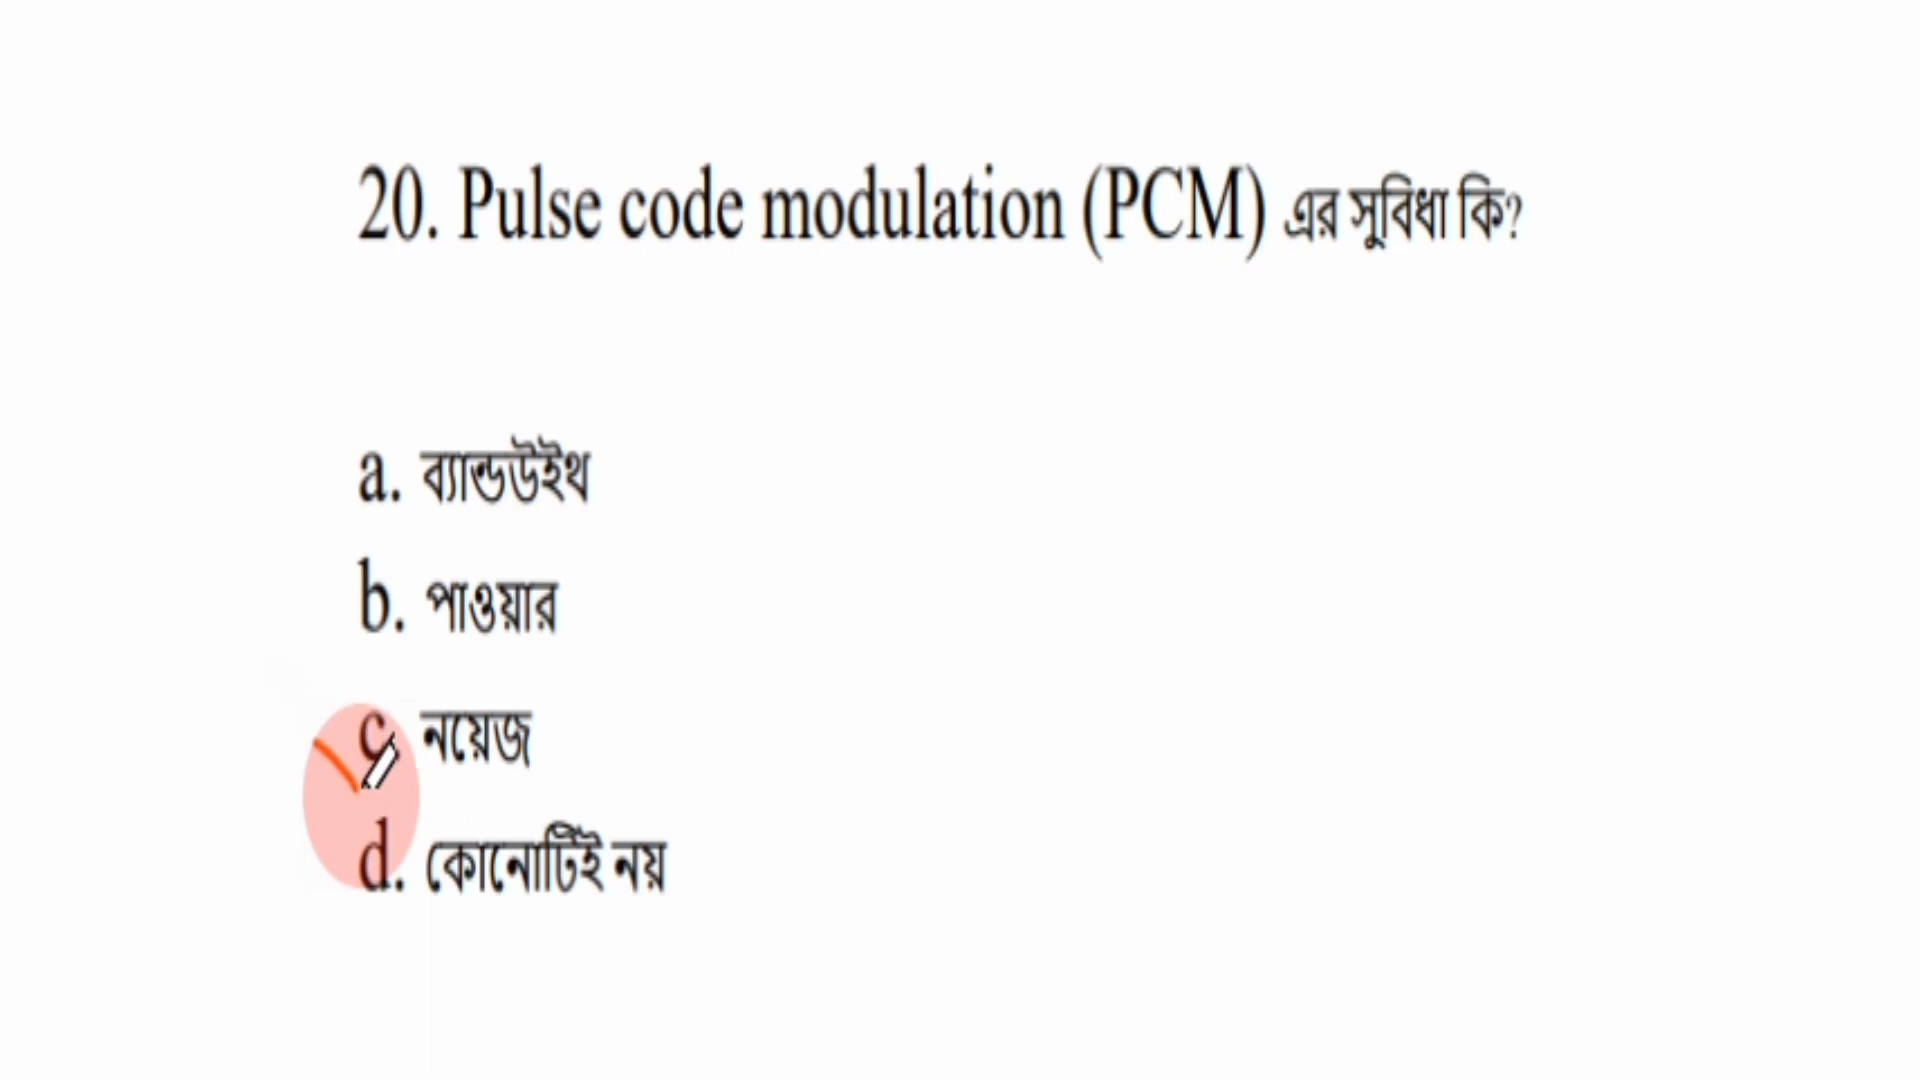 20. Pulse code modulation (PCM) এর সুবিধা কি?
a. ব্যান্ডউইথ
b. পাওয়ার
c. নয়েজ
d. কোনোটিই নয়